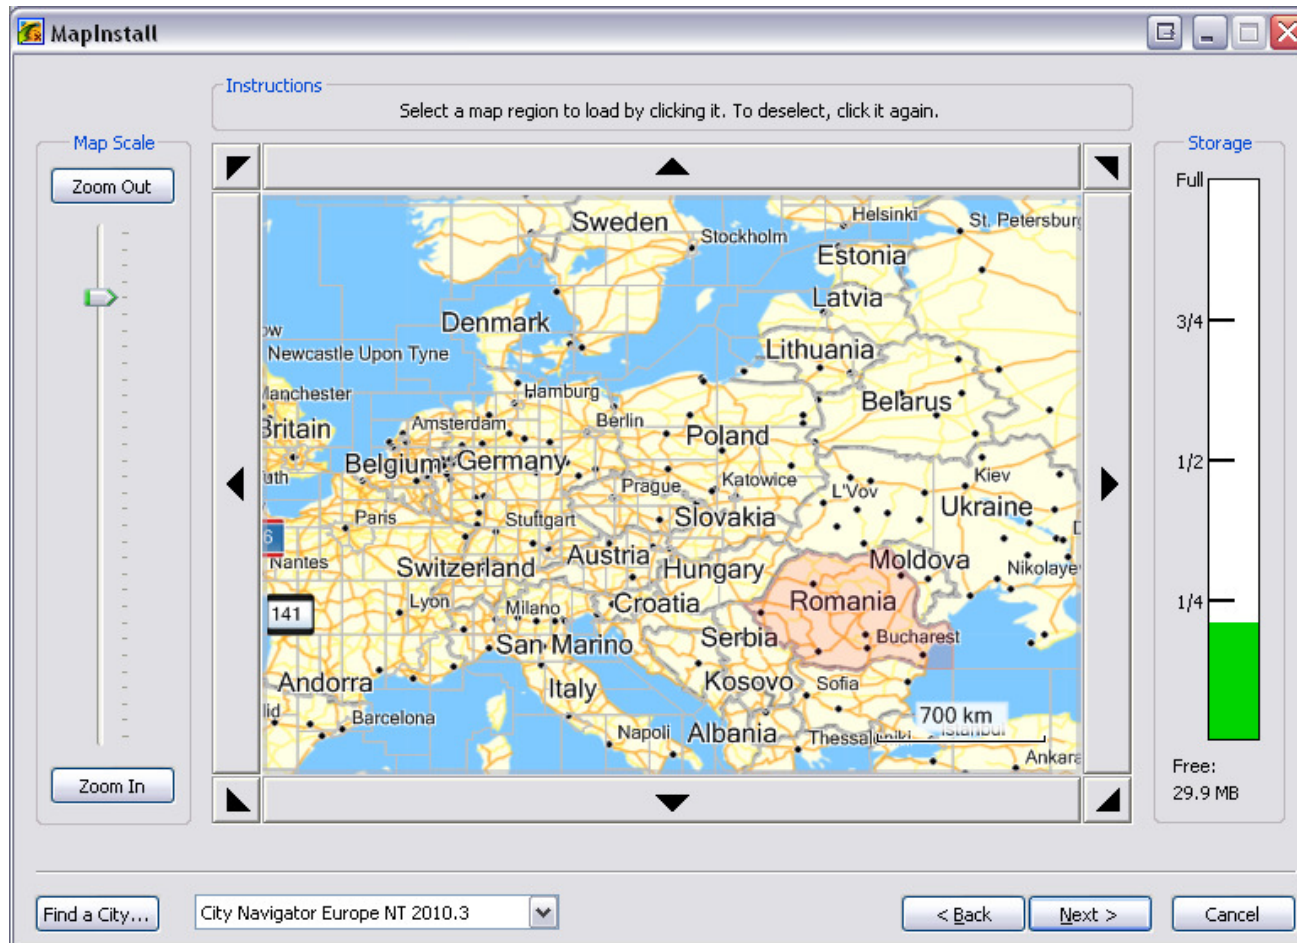 MapInstall
Instructions
Select a map region to load by clicking it. To deselect, click it again.
Map Scale
Zoom Out
Zoom In
Sweden
Helsinki
St. Petersburg
Stockholm
Estonia
Latvia
Denmark
Newcastle Upon Tyne
Lithuania
Manchester
Hamburg
Belarus
Britain
Amsterdam
Berlin
Poland
Belgium
Germany
Kiev
Prague
Katowice
L'Vov
Ukraine
Paris
Stuttgart
Slovakia
Nantes
Switzerland
Austria
Hungary
Moldova
Nikolaye
141
Lyon
Milano
Croatia
Romania
San Marino
Serbia
Bucharest
Andorra
Italy
Kosovo
Sofia
Barcelona
Napoli
Albania
700 km
Istanbul
Ankara
Storage
Full
3/4
1/2
1/4
Free:
29.9 MB
Find a City...
City Navigator Europe NT 2010.3
< Back
Next >
Cancel